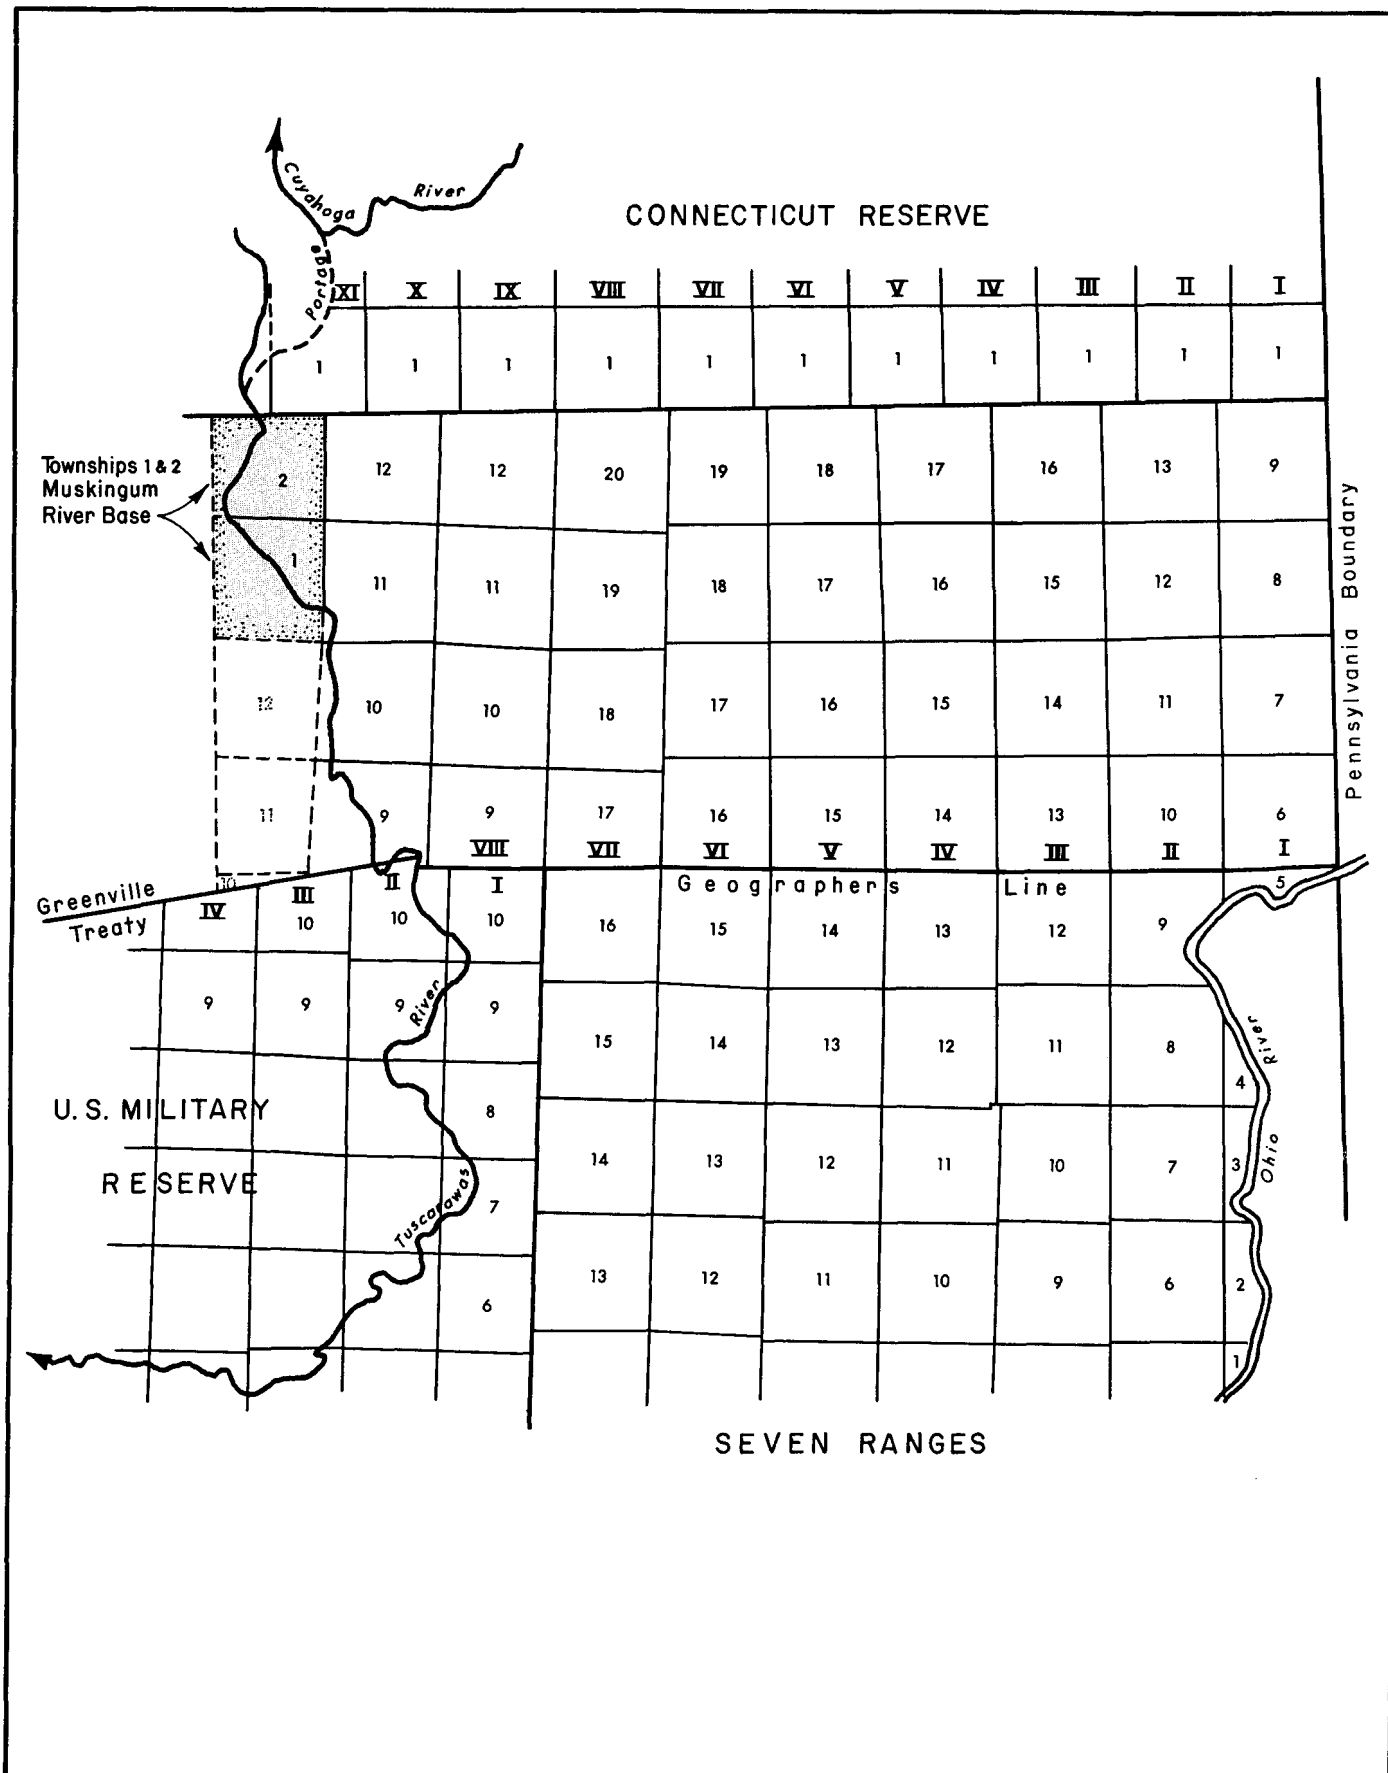 Cuyahoga River
CONNECTICUT RESERVE
Portage
XI X IX VIII VII VI V IV III II I
1 1 1 1 1 1 1 1 1 1 1
Townships 1 & 2
Muskingum
River Base
2 12 12 20 19 18 17 16 13 9
1 11 11 19 18 17 16 15 12 8
Pennsylvania Boundary
12 10 10 18 17 16 15 14 11 7
11 9 9 17 16 15 14 13 10 6
VIII VII VI V IV III II I
Geographers Line
Greenville
Treaty
10
IV III II I
10 10 10 16 15 14 13 12 9 5
9 9 9 9 15 14 13 12 11 8 4
River
River
U.S. MILITARY
RESERVE
8 14 13 12 11 10 7 3
Ohio
Tuscarawas
7 13 12 11 10 9 6 2
6 1
SEVEN RANGES